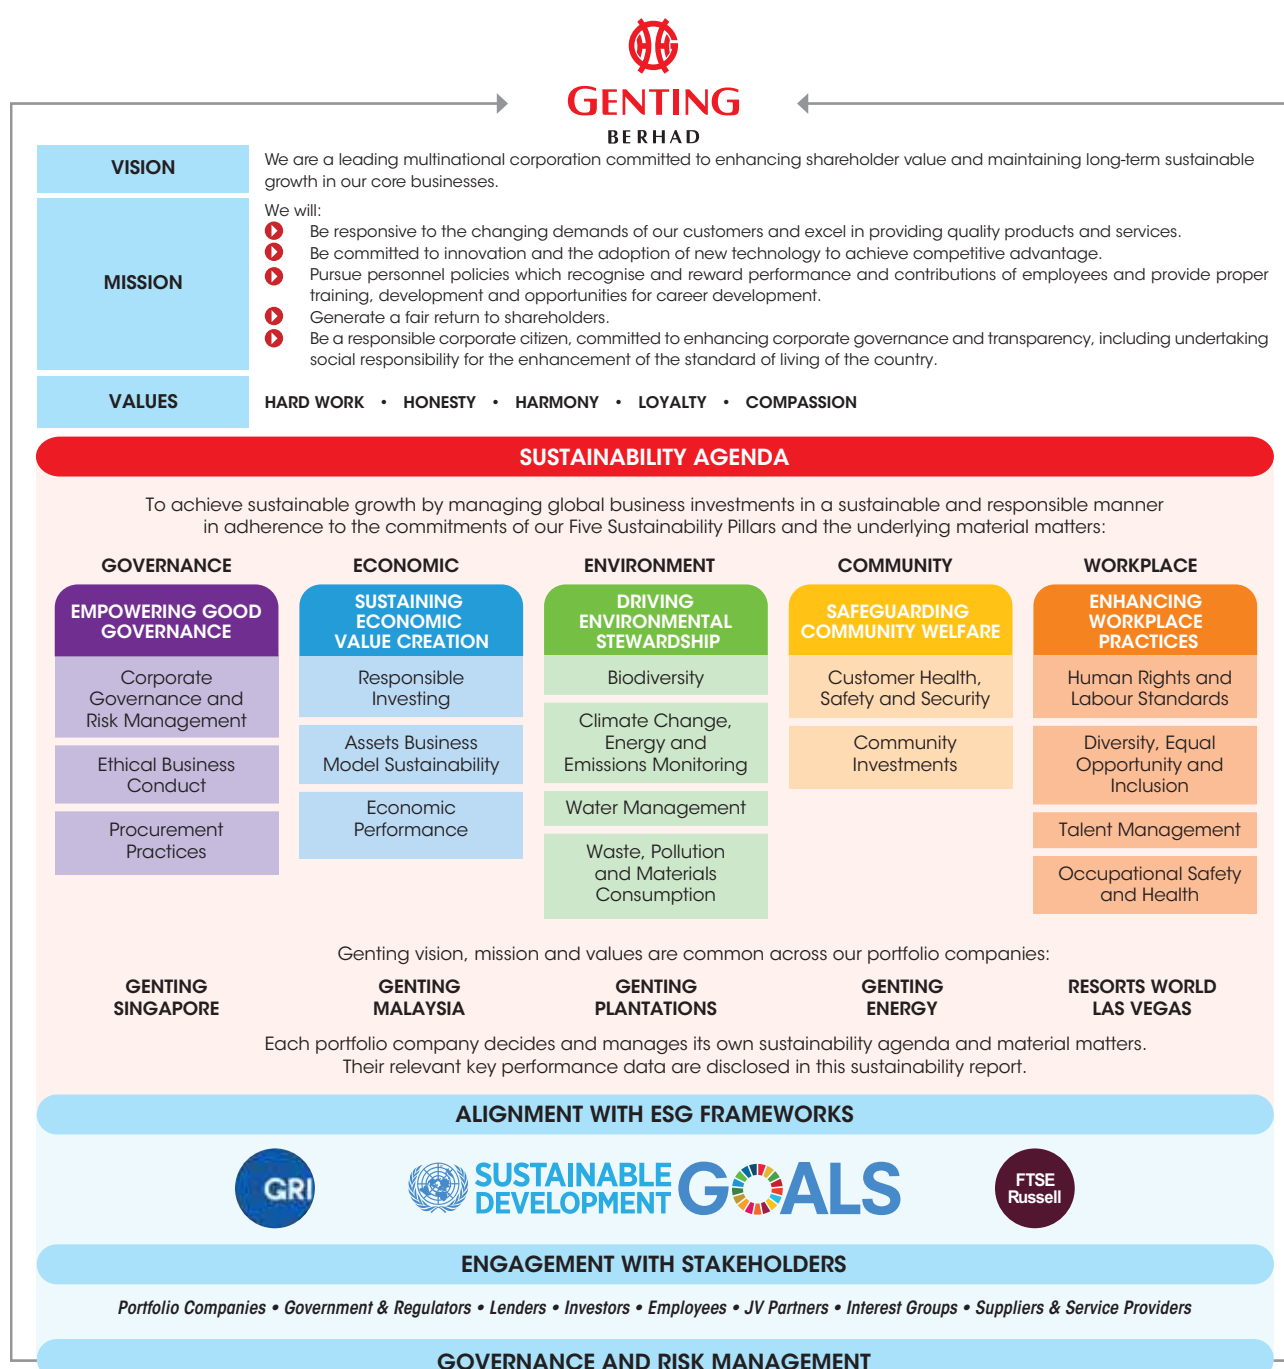 GENTING
BERHAD
VISION
We are a leading multinational corporation committed to enhancing shareholder value and maintaining long-term sustainable
growth in our core businesses.
MISSION
We will:
Be responsive to the changing demands of our customers and excel in providing quality products and services.
Be committed to innovation and the adoption of new technology to achieve competitive advantage.
Pursue personnel policies which recognise and reward performance and contributions of employees and provide proper
training, development and opportunities for career development.
Generate a fair return to shareholders.
Be a responsible corporate citizen, committed to enhancing corporate governance and transparency, including undertaking
social responsibility for the enhancement of the standard of living of the country.
VALUES
HARD WORK • HONESTY • HARMONY • LOYALTY • COMPASSION
SUSTAINABILITY AGENDA
To achieve sustainable growth by managing global business investments in a sustainable and responsible manner
in adherence to the commitments of our Five Sustainability Pillars and the underlying material matters:
GOVERNANCE
EMPOWERING GOOD
GOVERNANCE
Corporate
Governance and
Risk Management
Ethical Business
Conduct
Procurement
Practices
ECONOMIC
SUSTAINING
ECONOMIC
VALUE CREATION
Responsible
Investing
Assets Business
Model Sustainability
Economic
Performance
ENVIRONMENT
DRIVING
ENVIRONMENTAL
STEWARDSHIP
Biodiversity
Climate Change,
Energy and
Emissions Monitoring
Water Management
Waste, Pollution
and Materials
Consumption
COMMUNITY
SAFEGUARDING
COMMUNITY WELFARE
Customer Health,
Safety and Security
Community
Investments
WORKPLACE
ENHANCING
WORKPLACE
PRACTICES
Human Rights and
Labour Standards
Diversity, Equal
Opportunity and
Inclusion
Talent Management
Occupational Safety
and Health
Genting vision, mission and values are common across our portfolio companies:
GENTING
SINGAPORE
GENTING
MALAYSIA
GENTING
PLANTATIONS
GENTING
ENERGY
RESORTS WORLD
LAS VEGAS
Each portfolio company decides and manages its own sustainability agenda and material matters.
Their relevant key performance data are disclosed in this sustainability report.
ALIGNMENT WITH ESG FRAMEWORKS
GRI
SUSTAINABLE
DEVELOPMENT
GOALS
FTSE
Russell
ENGAGEMENT WITH STAKEHOLDERS
Portfolio Companies • Government & Regulators • Lenders • Investors • Employees • JV Partners • Interest Groups • Suppliers & Service Providers
GOVERNANCE AND RISK MANAGEMENT